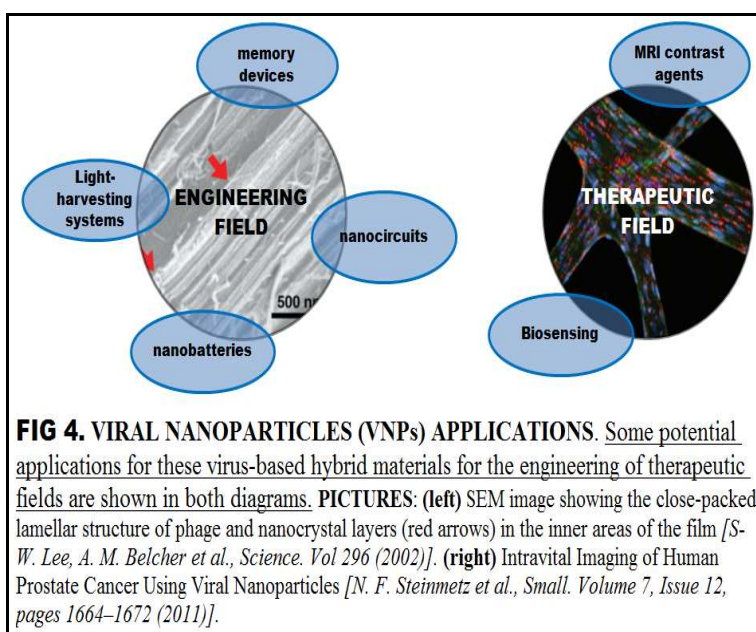 memory
devices
MRI contrast
agents
Light-
harvesting
systems
ENGINEERING
FIELD
THERAPEUTIC
FIELD
nanocircuits
500 nm
nanobatteries
Biosensing
FIG 4. VIRAL NANOPARTICLES (VNPs) APPLICATIONS. Some potential
applications for these virus-based hybrid materials for the engineering of therapeutic
fields are shown in both diagrams. PICTURES: (left) SEM image showing the close-packed
lamellar structure of phage and nanocrystal layers (red arrows) in the inner areas of the film [S-
W. Lee, A. M. Belcher et al., Science. Vol 296 (2002)]. (right) Intravital Imaging of Human
Prostate Cancer Using Viral Nanoparticles [N. F. Steinmetz et al., Small. Volume 7, Issue 12,
pages 1664–1672 (2011)].